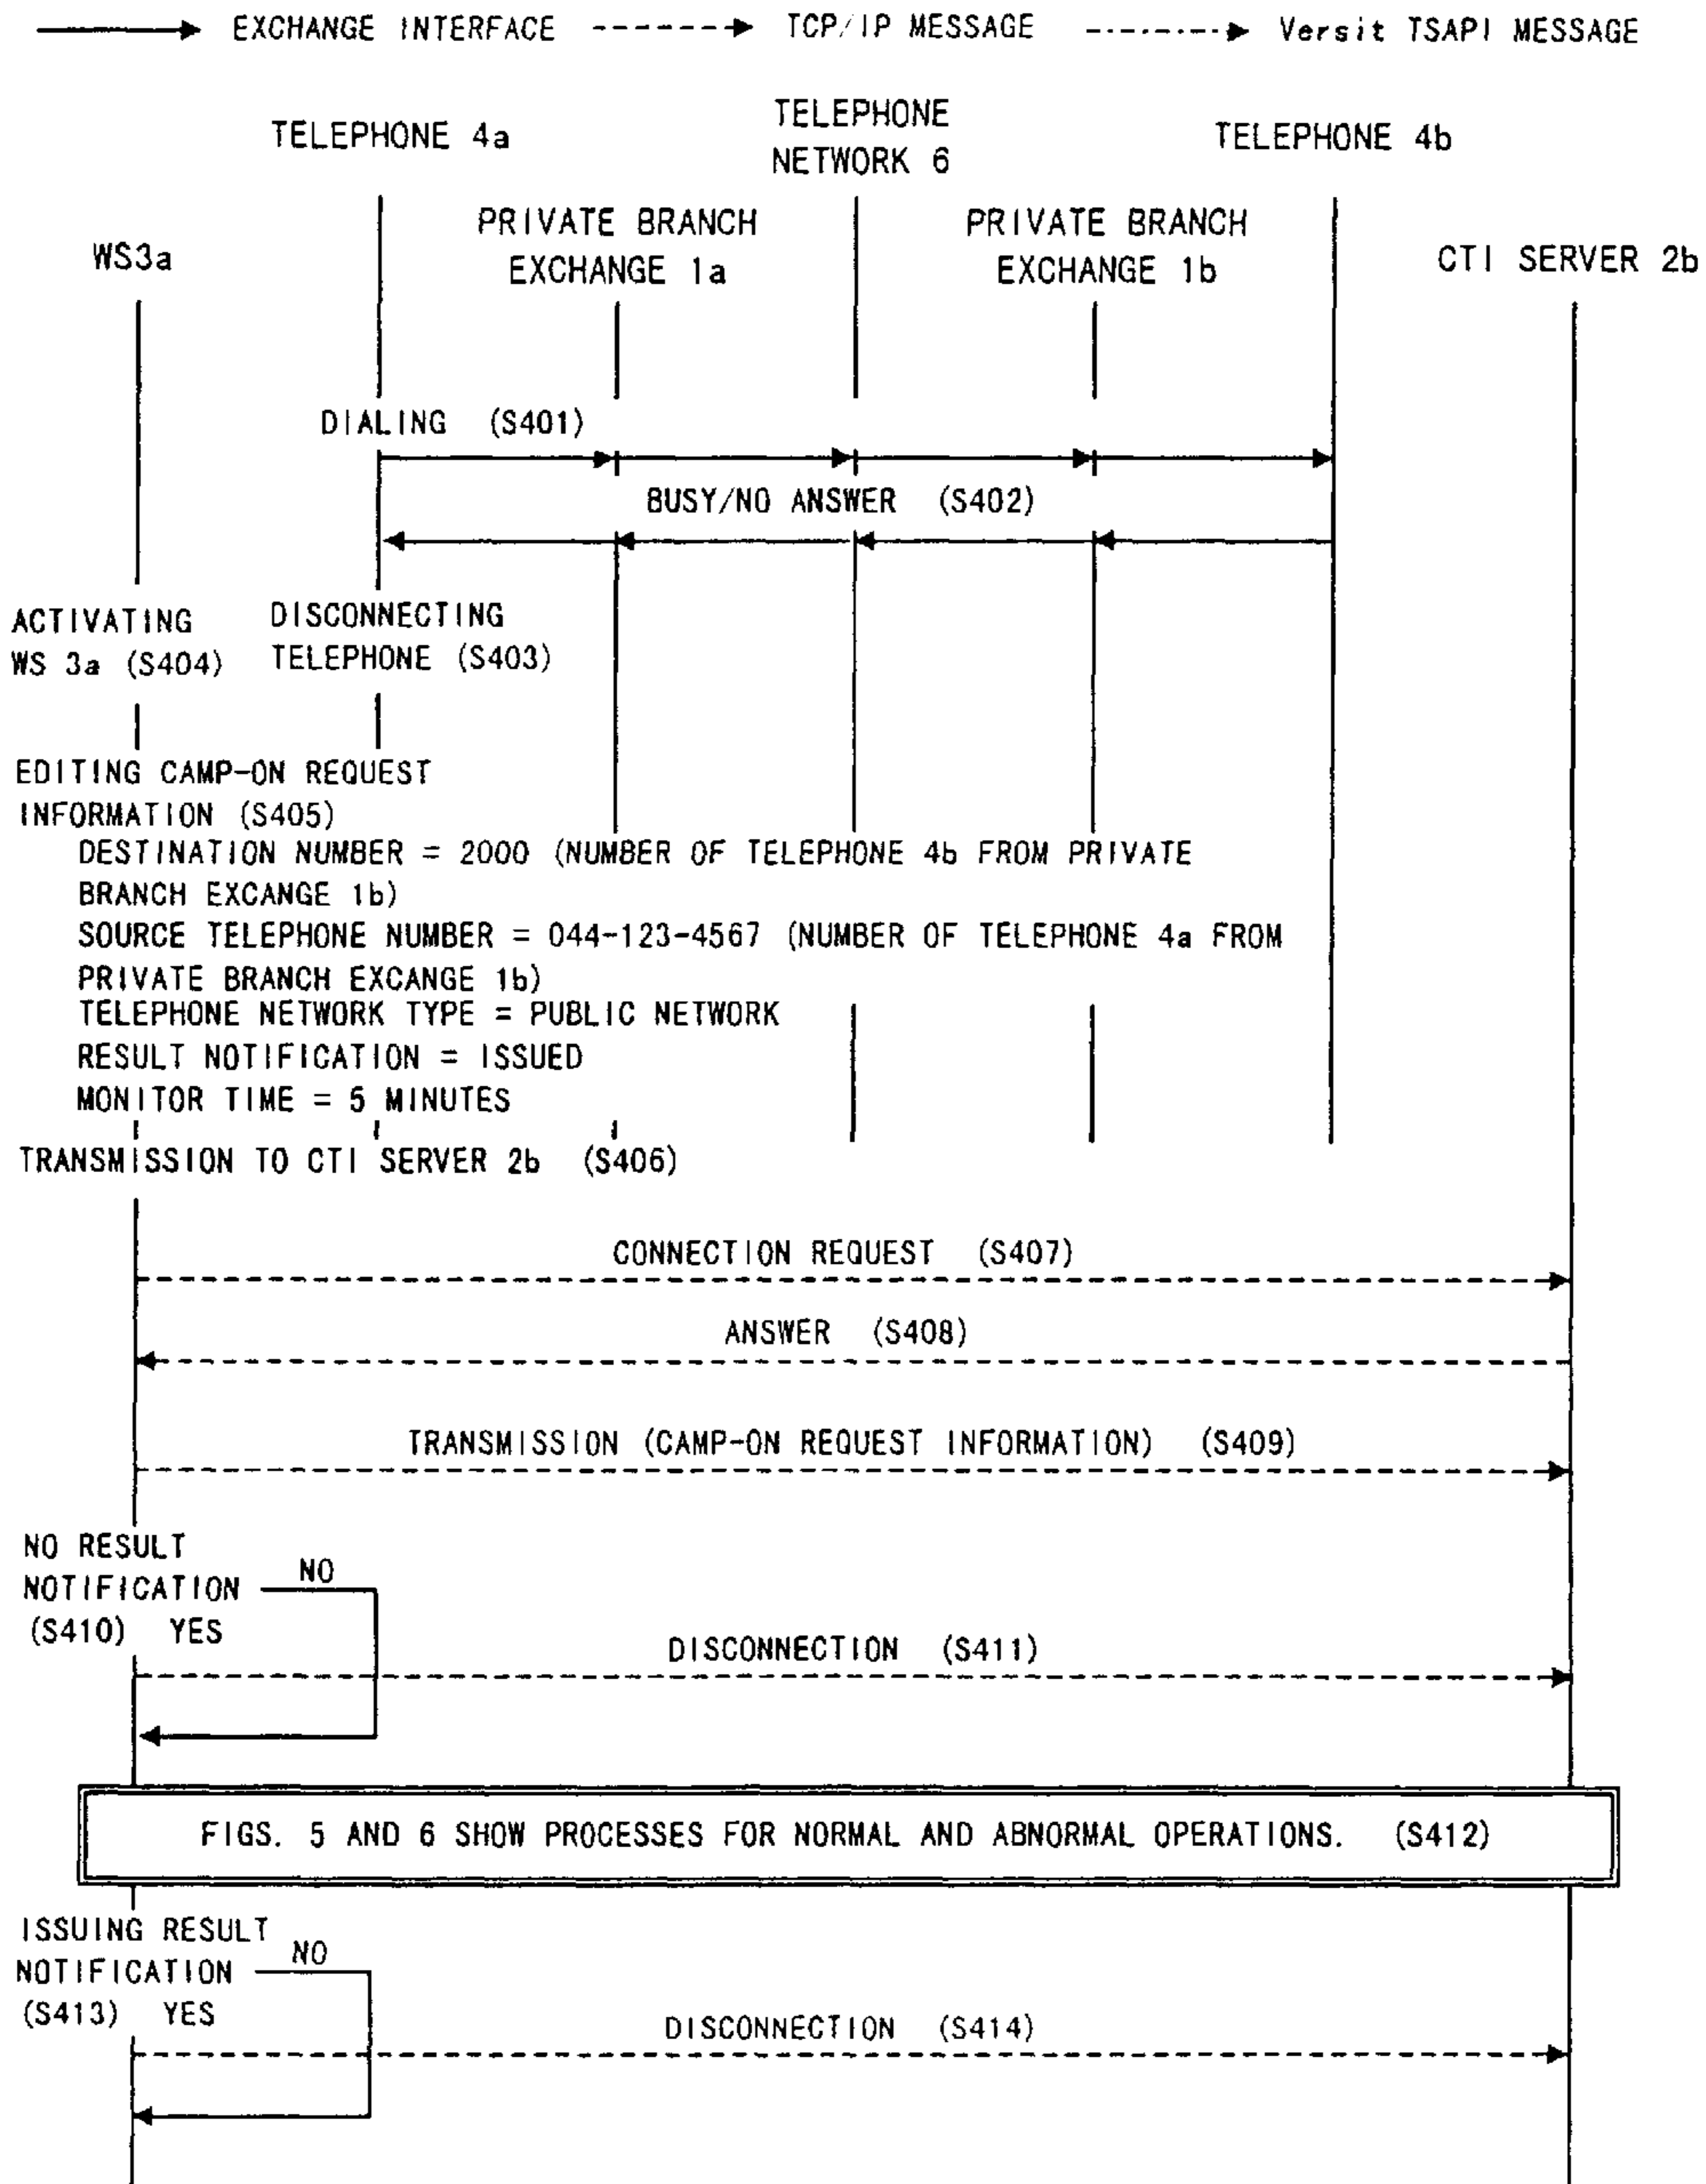 EXCHANGE INTERFACE TCP/IP MESSAGE Versit TSAPI MESSAGE
TELEPHONE 4a
TELEPHONE
NETWORK 6
TELEPHONE 4b
WS3a
PRIVATE BRANCH
EXCHANGE 1a
PRIVATE BRANCH
EXCHANGE 1b
CTI SERVER 2b
DIALING (S401)
BUSY/NO ANSWER (S402)
ACTIVATING
WS 3a (S404)
DISCONNECTING
TELEPHONE (S403)
EDITING CAMP-ON REQUEST
INFORMATION (S405)
DESTINATION NUMBER = 2000 (NUMBER OF TELEPHONE 4b FROM PRIVATE
BRANCH EXCANGE 1b)
SOURCE TELEPHONE NUMBER = 044-123-4567 (NUMBER OF TELEPHONE 4a FROM
PRIVATE BRANCH EXCANGE 1b)
TELEPHONE NETWORK TYPE = PUBLIC NETWORK
RESULT NOTIFICATION = ISSUED
MONITOR TIME = 5 MINUTES
TRANSMISSION TO CTI SERVER 2b (S406)
CONNECTION REQUEST (S407)
ANSWER (S408)
TRANSMISSION (CAMP-ON REQUEST INFORMATION) (S409)
NO RESULT
NOTIFICATION NO
(S410) YES
DISCONNECTION (S411)
FIGS. 5 AND 6 SHOW PROCESSES FOR NORMAL AND ABNORMAL OPERATIONS. (S412)
ISSUING RESULT
NOTIFICATION NO
(S413) YES
DISCONNECTION (S414)